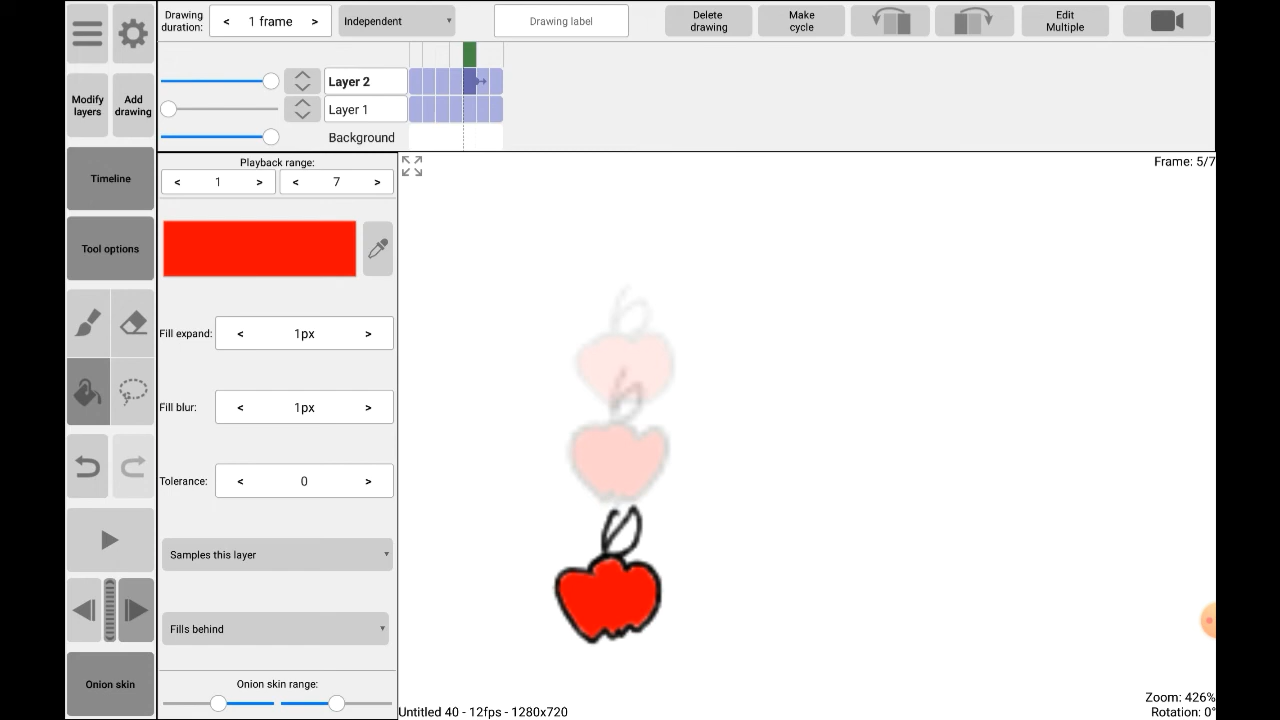 Drawing duration:
< 1 frame >
Independent
Drawing label
Delete drawing
Make cycle
Edit Multiple
Modify layers
Add drawing
Layer 2
Layer 1
Background
Timeline
Playback range:
< 1 >
< 7 >
Frame: 5/7
Tool options
Fill expand:
< 1px >
Fill blur:
< 1px >
Tolerance:
< 0 >
Samples this layer
Fills behind
Onion skin
Onion skin range:
Untitled 40 - 12fps - 1280x720
Zoom: 426%
Rotation: 0°